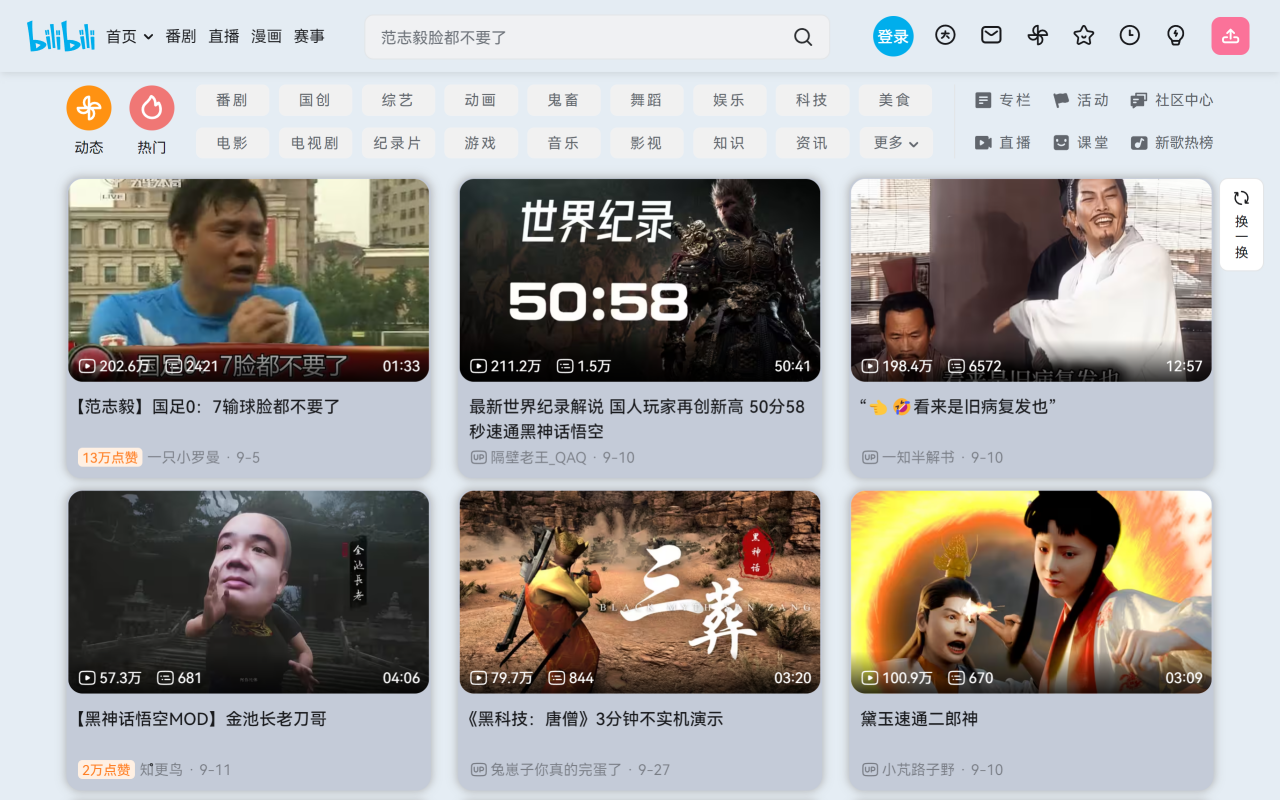 bilibili
首页
番剧
直播
漫画
赛事
范志毅脸都不要了
登录
动态
热门
番剧
国创
综艺
动画
鬼畜
舞蹈
娱乐
科技
美食
电影
电视剧
纪录片
游戏
音乐
影视
知识
资讯
更多
专栏
活动
社区中心
直播
课堂
新歌热榜
换一换
LIVE
国足0：7脸都不要了
202.6万
2421
01:33
【范志毅】国足0：7输球脸都不要了
13万点赞
一只小罗曼 · 9-5
世界纪录
50:58
211.2万
1.5万
50:41
最新世界纪录解说 国人玩家再创新高 50分58
秒速通黑神话悟空
UP
隔壁老王_QAQ · 9-10
看来是旧病复发也
198.4万
6572
12:57
“👈🤣看来是旧病复发也”
UP
一知半解书 · 9-10
金池長老
57.3万
681
04:06
【黑神话悟空MOD】金池长老刀哥
2万点赞
知更鸟 · 9-11
黑神话
三葬
79.7万
844
03:20
《黑科技：唐僧》3分钟不实机演示
UP
兔崽子你真的完蛋了 · 9-27
100.9万
670
03:09
黛玉速通二郎神
UP
小芃路子野 · 9-10